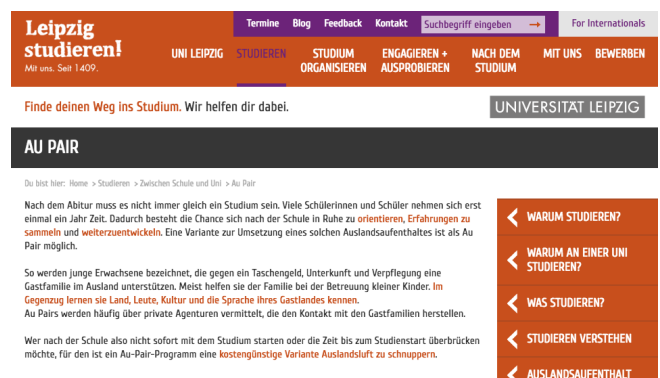 Leipzig
studieren!
Mit uns. Seit 1409.
Termine Blog Feedback Kontakt Suchbegriff eingeben → For Internationals
UNI LEIPZIG STUDIEREN STUDIUM ORGANISIEREN ENGAGIEREN + AUSPROBIEREN NACH DEM STUDIUM MIT UNS BEWERBEN
Finde deinen Weg ins Studium. Wir helfen dir dabei.
UNIVERSITÄT LEIPZIG
AU PAIR
Du bist hier: Home > Studieren > Zwischen Schule und Uni > Au Pair
Nach dem Abitur muss es nicht immer gleich ein Studium sein. Viele Schülerinnen und Schüler nehmen sich erst
einmal ein Jahr Zeit. Dadurch besteht die Chance sich nach der Schule in Ruhe zu orientieren, Erfahrungen zu
sammeln und weiterzuentwickeln. Eine Variante zur Umsetzung eines solchen Auslandsaufenthaltes ist als Au
Pair möglich.
So werden junge Erwachsene bezeichnet, die gegen ein Taschengeld, Unterkunft und Verpflegung eine
Gastfamilie im Ausland unterstützen. Meist helfen sie der Familie bei der Betreuung kleiner Kinder. Im
Gegenzug lernen sie Land, Leute, Kultur und die Sprache ihres Gastlandes kennen.
Au Pairs werden häufig über private Agenturen vermittelt, die den Kontakt mit den Gastfamilien herstellen.
Wer nach der Schule also nicht sofort mit dem Studium starten oder die Zeit bis zum Studienstart überbrücken
möchte, für den ist ein Au-Pair-Programm eine kostengünstige Variante Auslandsluft zu schnuppern.
WARUM STUDIEREN?
WARUM AN EINER UNI
STUDIEREN?
WAS STUDIEREN?
STUDIEREN VERSTEHEN
AUSLANDSAUFENTHALT